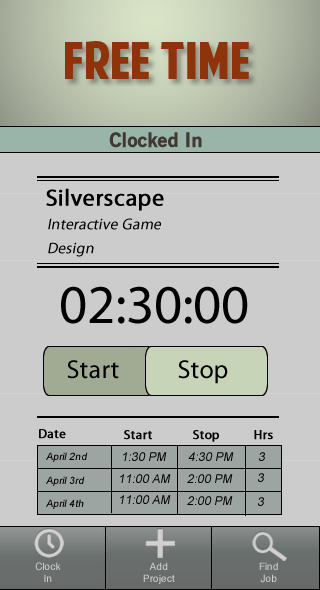 FREE TIME
Clocked In
Silverscape
Interactive Game
Design
02:30:00
Start Stop
Date Start Stop Hrs
April 2nd 1:30 PM 4:30 PM 3
April 3rd 11:00 AM 2:00 PM 3
April 4th 11:00 AM 2:00 PM 3
Clock Add Find
In Project Job